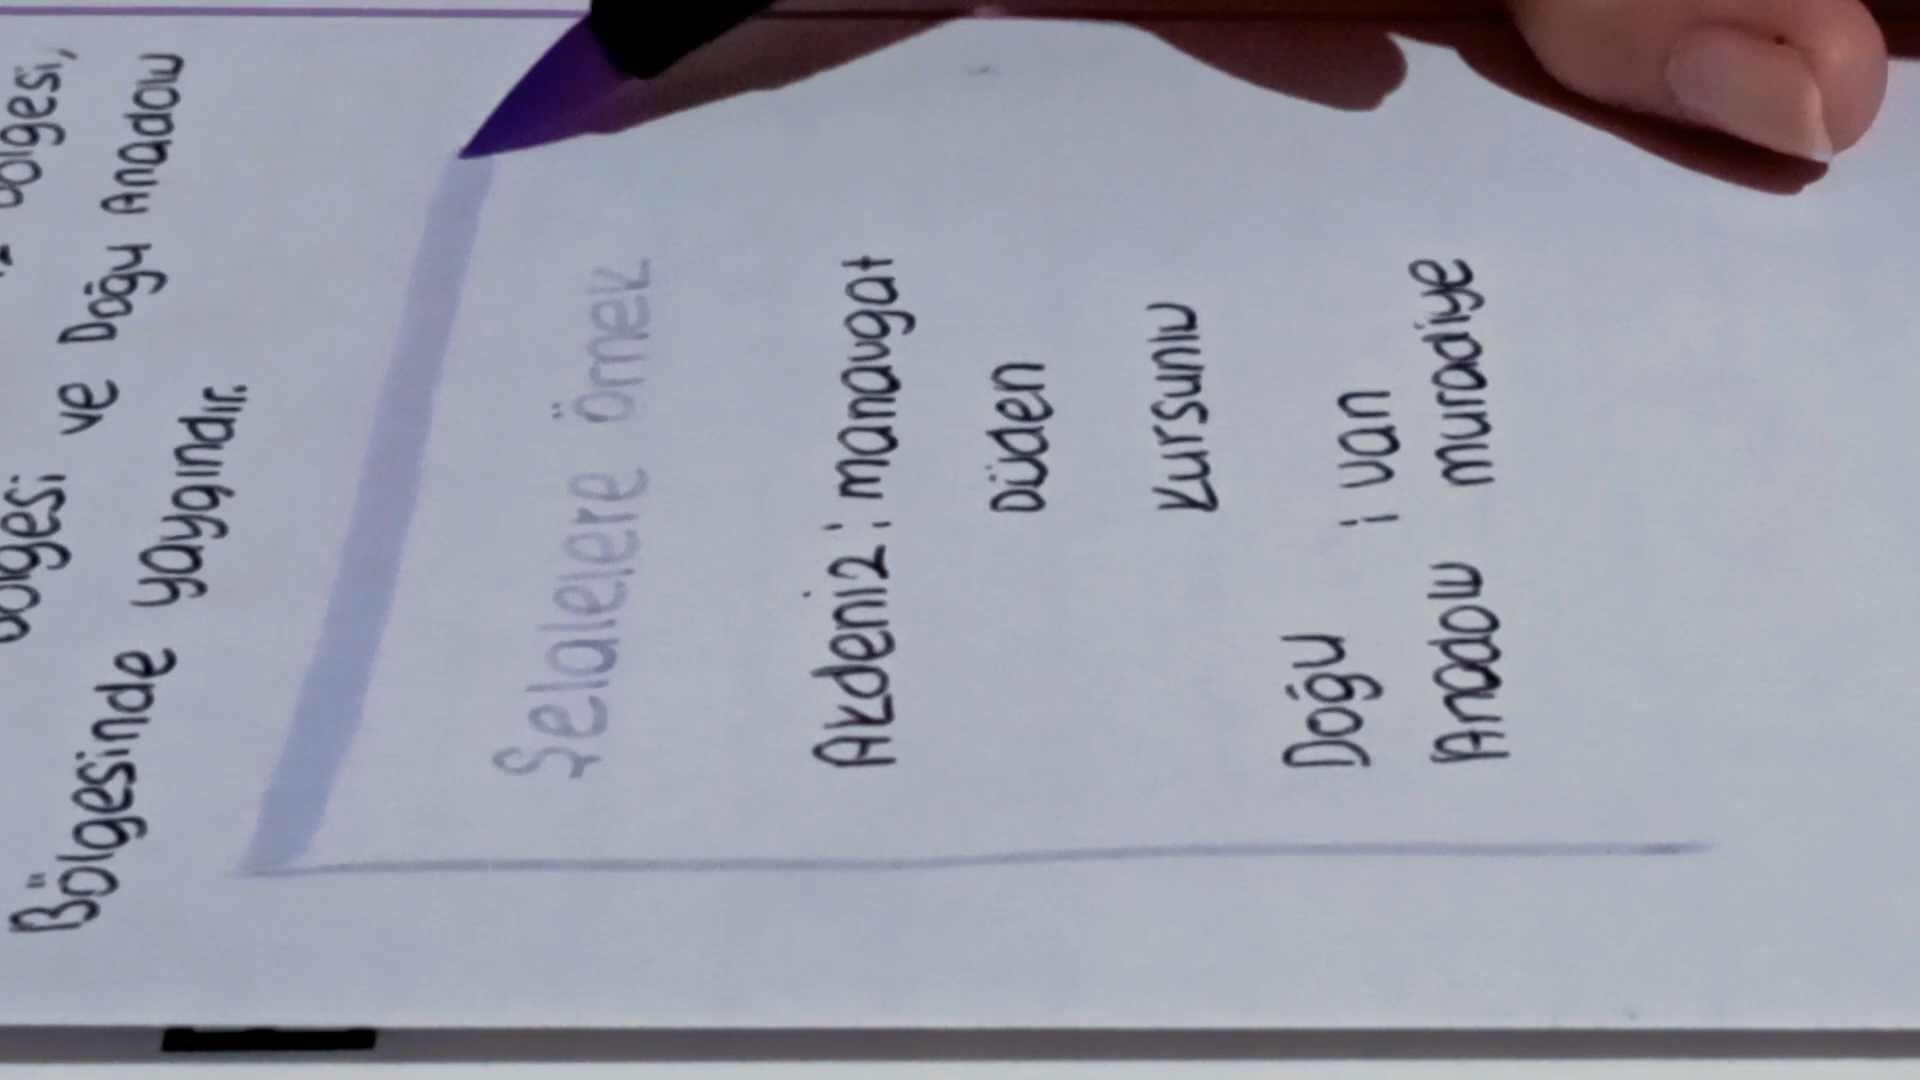 Bölgesi,
Bölgesi ve Doğu Anadolu
Bölgesinde yaygındır.
Şelalelere Örnek
Akdeniz : manavgat
Düden
Kursunlu
Doğu : Van
Anadolu muradiye